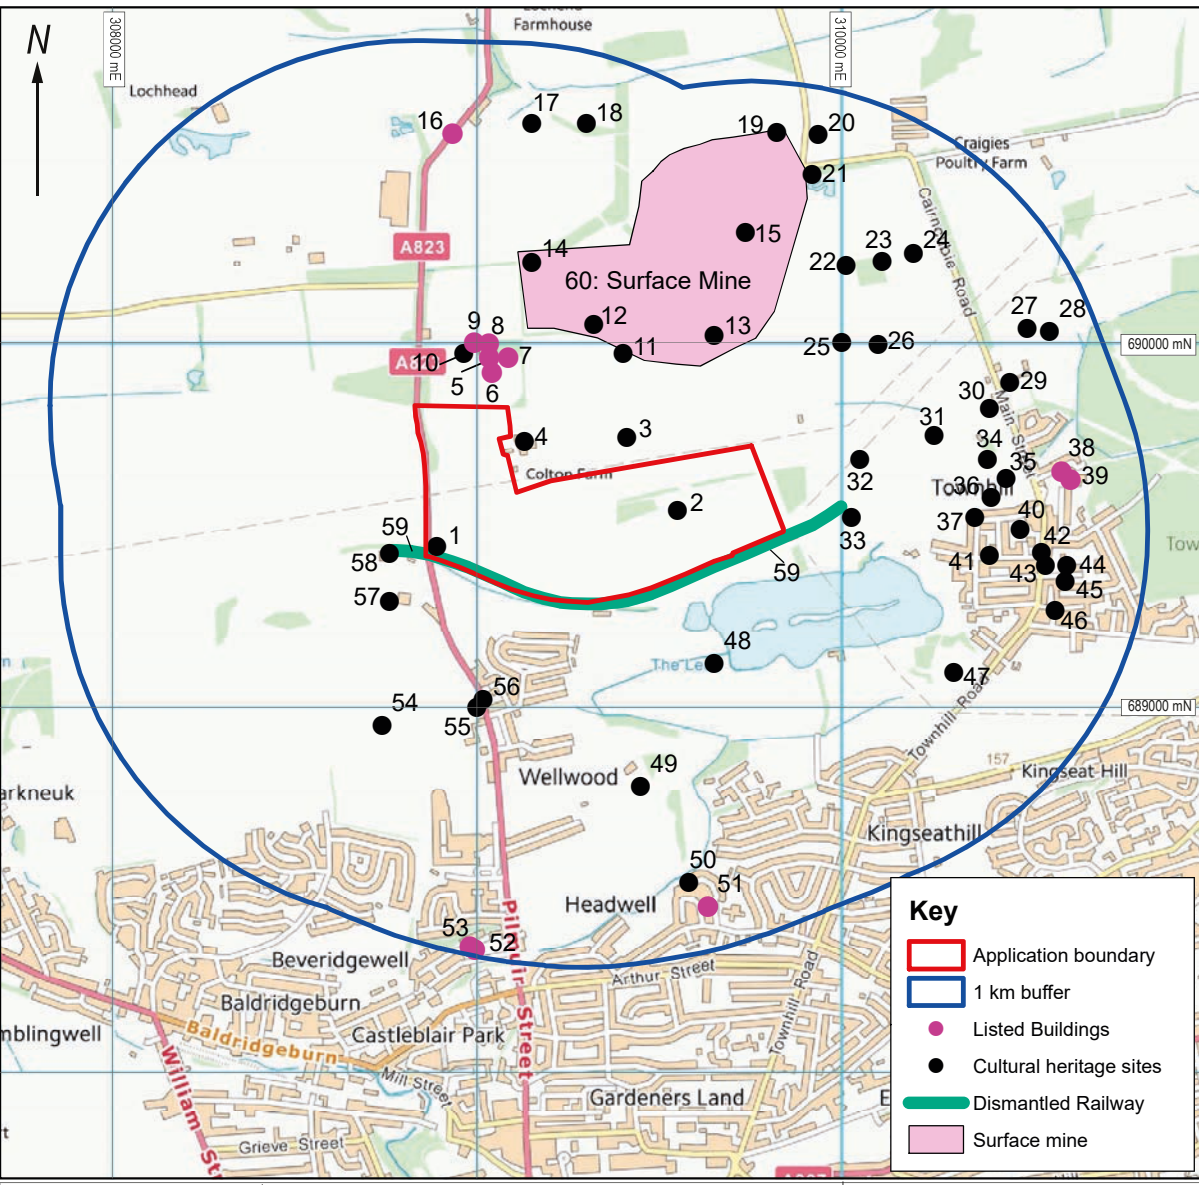 Lochend
Farmhouse
308000 mE
310000 mE
N
Lochhead
16
17
18
19
20
Craigies
Poultry Farm
21
Cairncubie Road
A823
14
15
22
23
24
60: Surface Mine
9
8
12
13
27
28
10
7
11
25
26
690000 mN
5
6
29
30
Main Street
4
3
31
34
38
Colton Farm
35
39
32
Townhill
36
2
37
40
33
59
1
42
Tow
58
59
41
43
44
45
57
46
48
The Le
47
56
54
55
689000 mN
Townhill Road
157
Wellwood
49
Kingseat Hill
arkneuk
Kingseathill
50
51
Headwell
53
52
Pilmuir Street
Beveridgewell
Arthur Street
Townhill Road
Baldridgeburn
mblingwell
Castleblair Park
Baldridgeburn
William St
Mill Street
Gardeners Land
E
rt
Grieve Street
Key
Application boundary
1 km buffer
Listed Buildings
Cultural heritage sites
Dismantled Railway
Surface mine